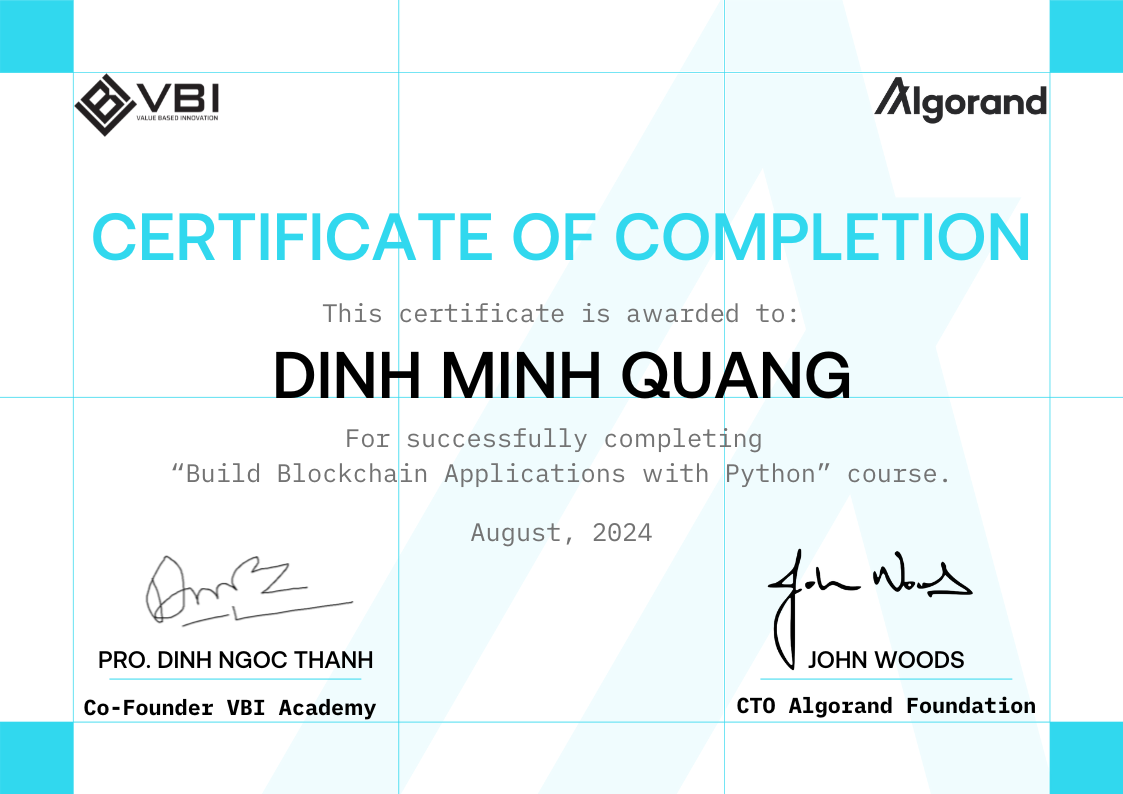 VBI
VALUE BASED INNOVATION
Algorand
CERTIFICATE OF COMPLETION
This certificate is awarded to:
DINH MINH QUANG
For successfully completing
“Build Blockchain Applications with Python” course.
August, 2024
John Woods
PRO. DINH NGOC THANH
JOHN WOODS
Co-Founder VBI Academy
CTO Algorand Foundation